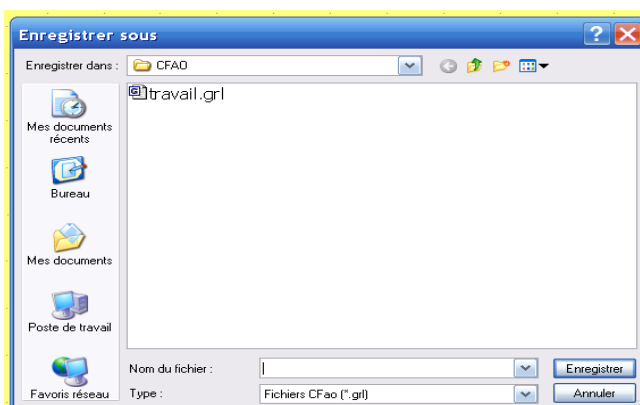 Enregistrer sous
Enregistrer dans :
CFAO
travail.grl
Mes documents
récents
Bureau
Mes documents
Poste de travail
Favoris réseau
Nom du fichier :
Enregistrer
Type :
Fichiers CFao (*.grl)
Annuler